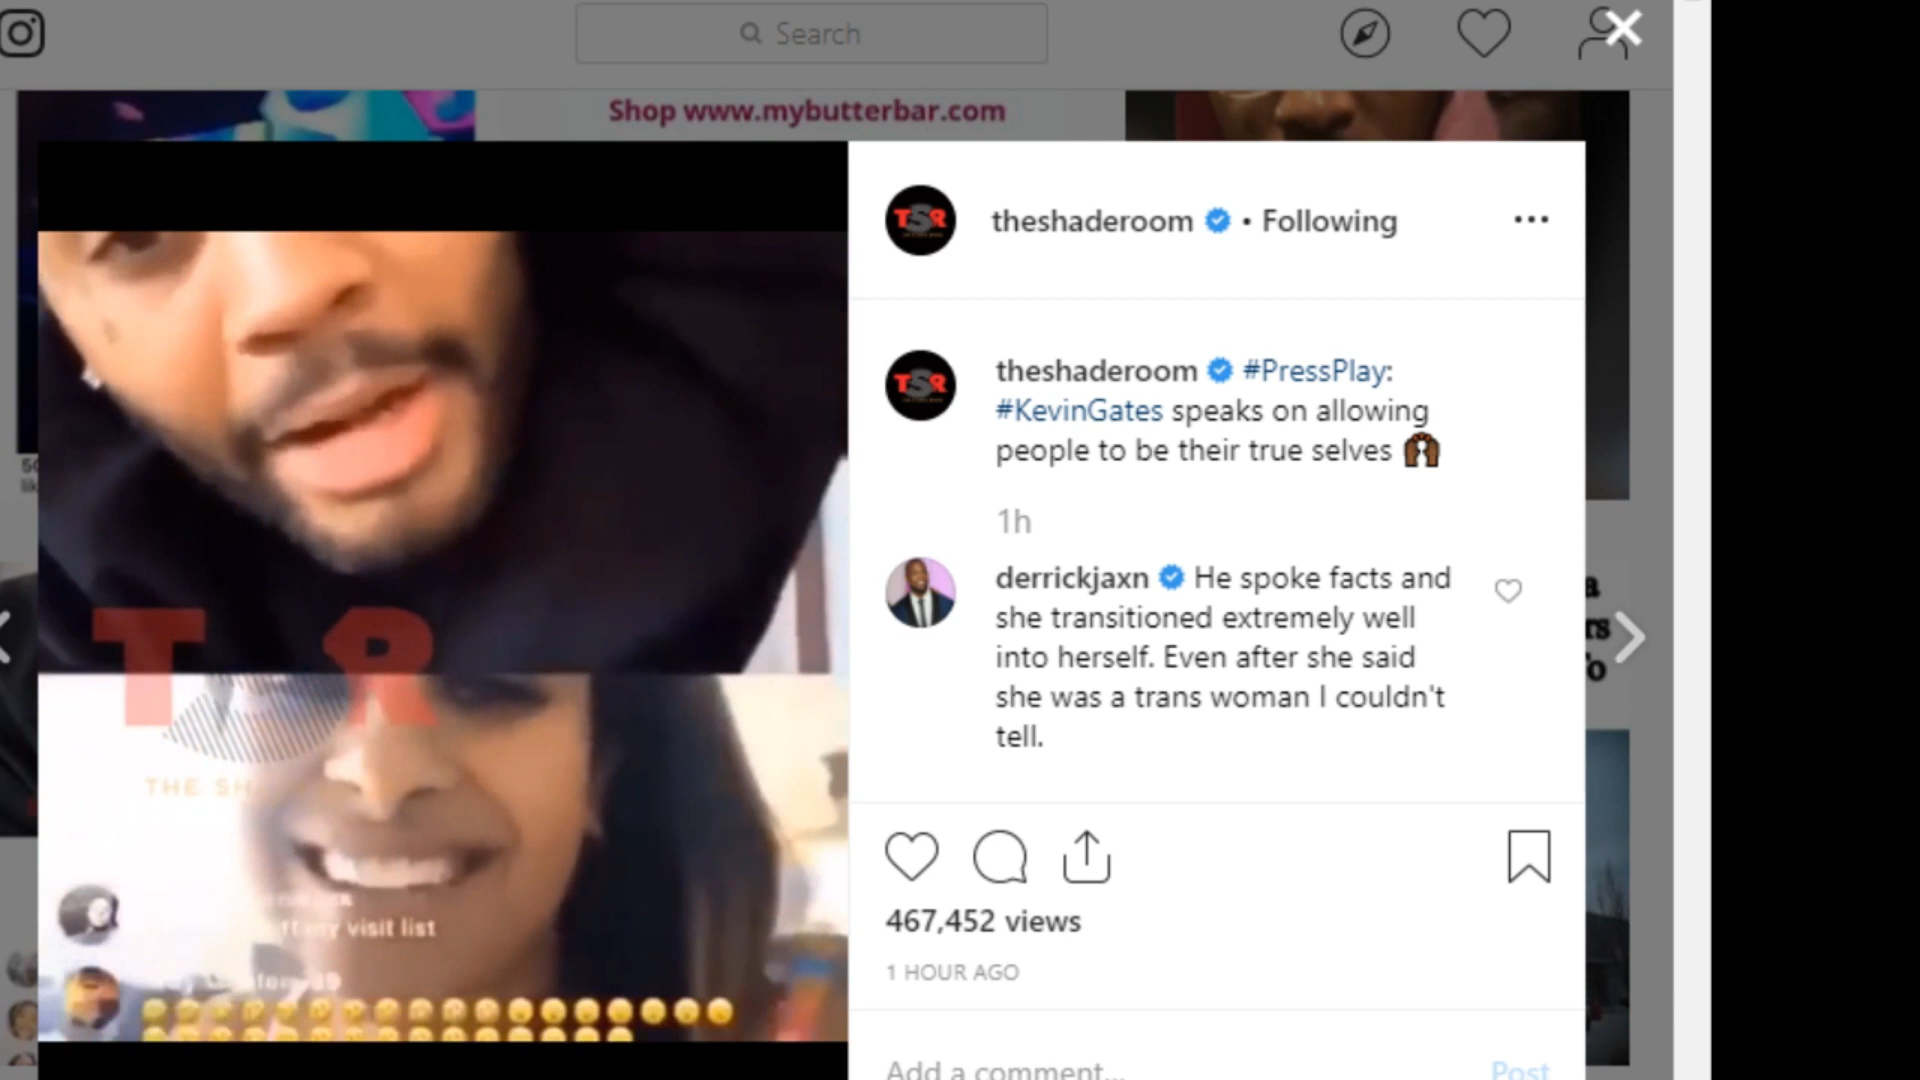 Search
Shop www.mybutterbar.com
TSR
theshaderoom • Following
TSR
theshaderoom #PressPlay:
#KevinGates speaks on allowing
people to be their true selves
1h
derrickjaxn He spoke facts and
she transitioned extremely well
into herself. Even after she said
she was a trans woman I couldn't
tell.
T R
THE SH
visit list
467,452 views
1 HOUR AGO
Add a comment... Post